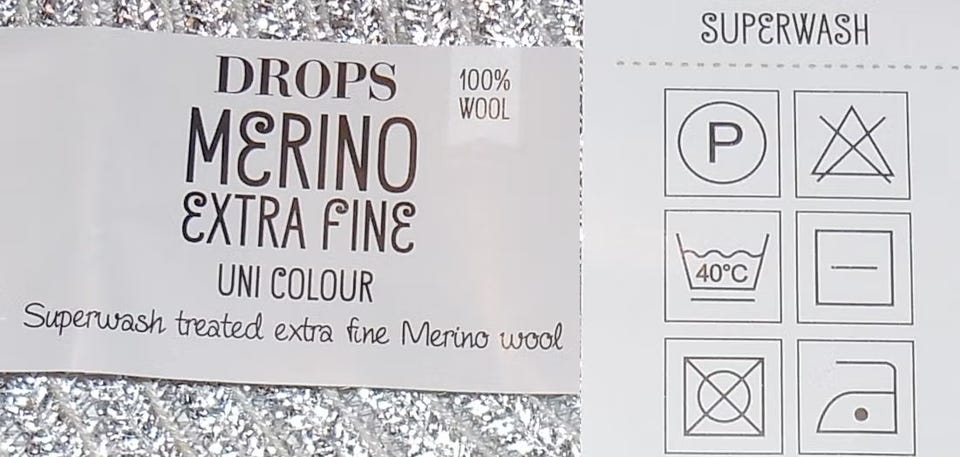 DROPS
100%
WOOL
MERINO
EXTRA FINE
UNI COLOUR
Superwash treated extra fine Merino wool
SUPERWASH
P
40°C